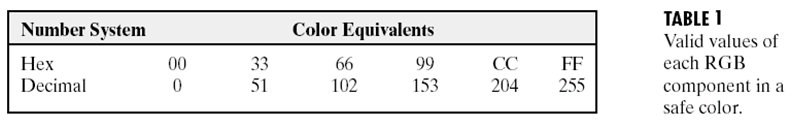 Number System Color Equivalents
Hex 00 33 66 99 CC FF
Decimal 0 51 102 153 204 255
TABLE 1
Valid values of
each RGB
component in a
safe color.